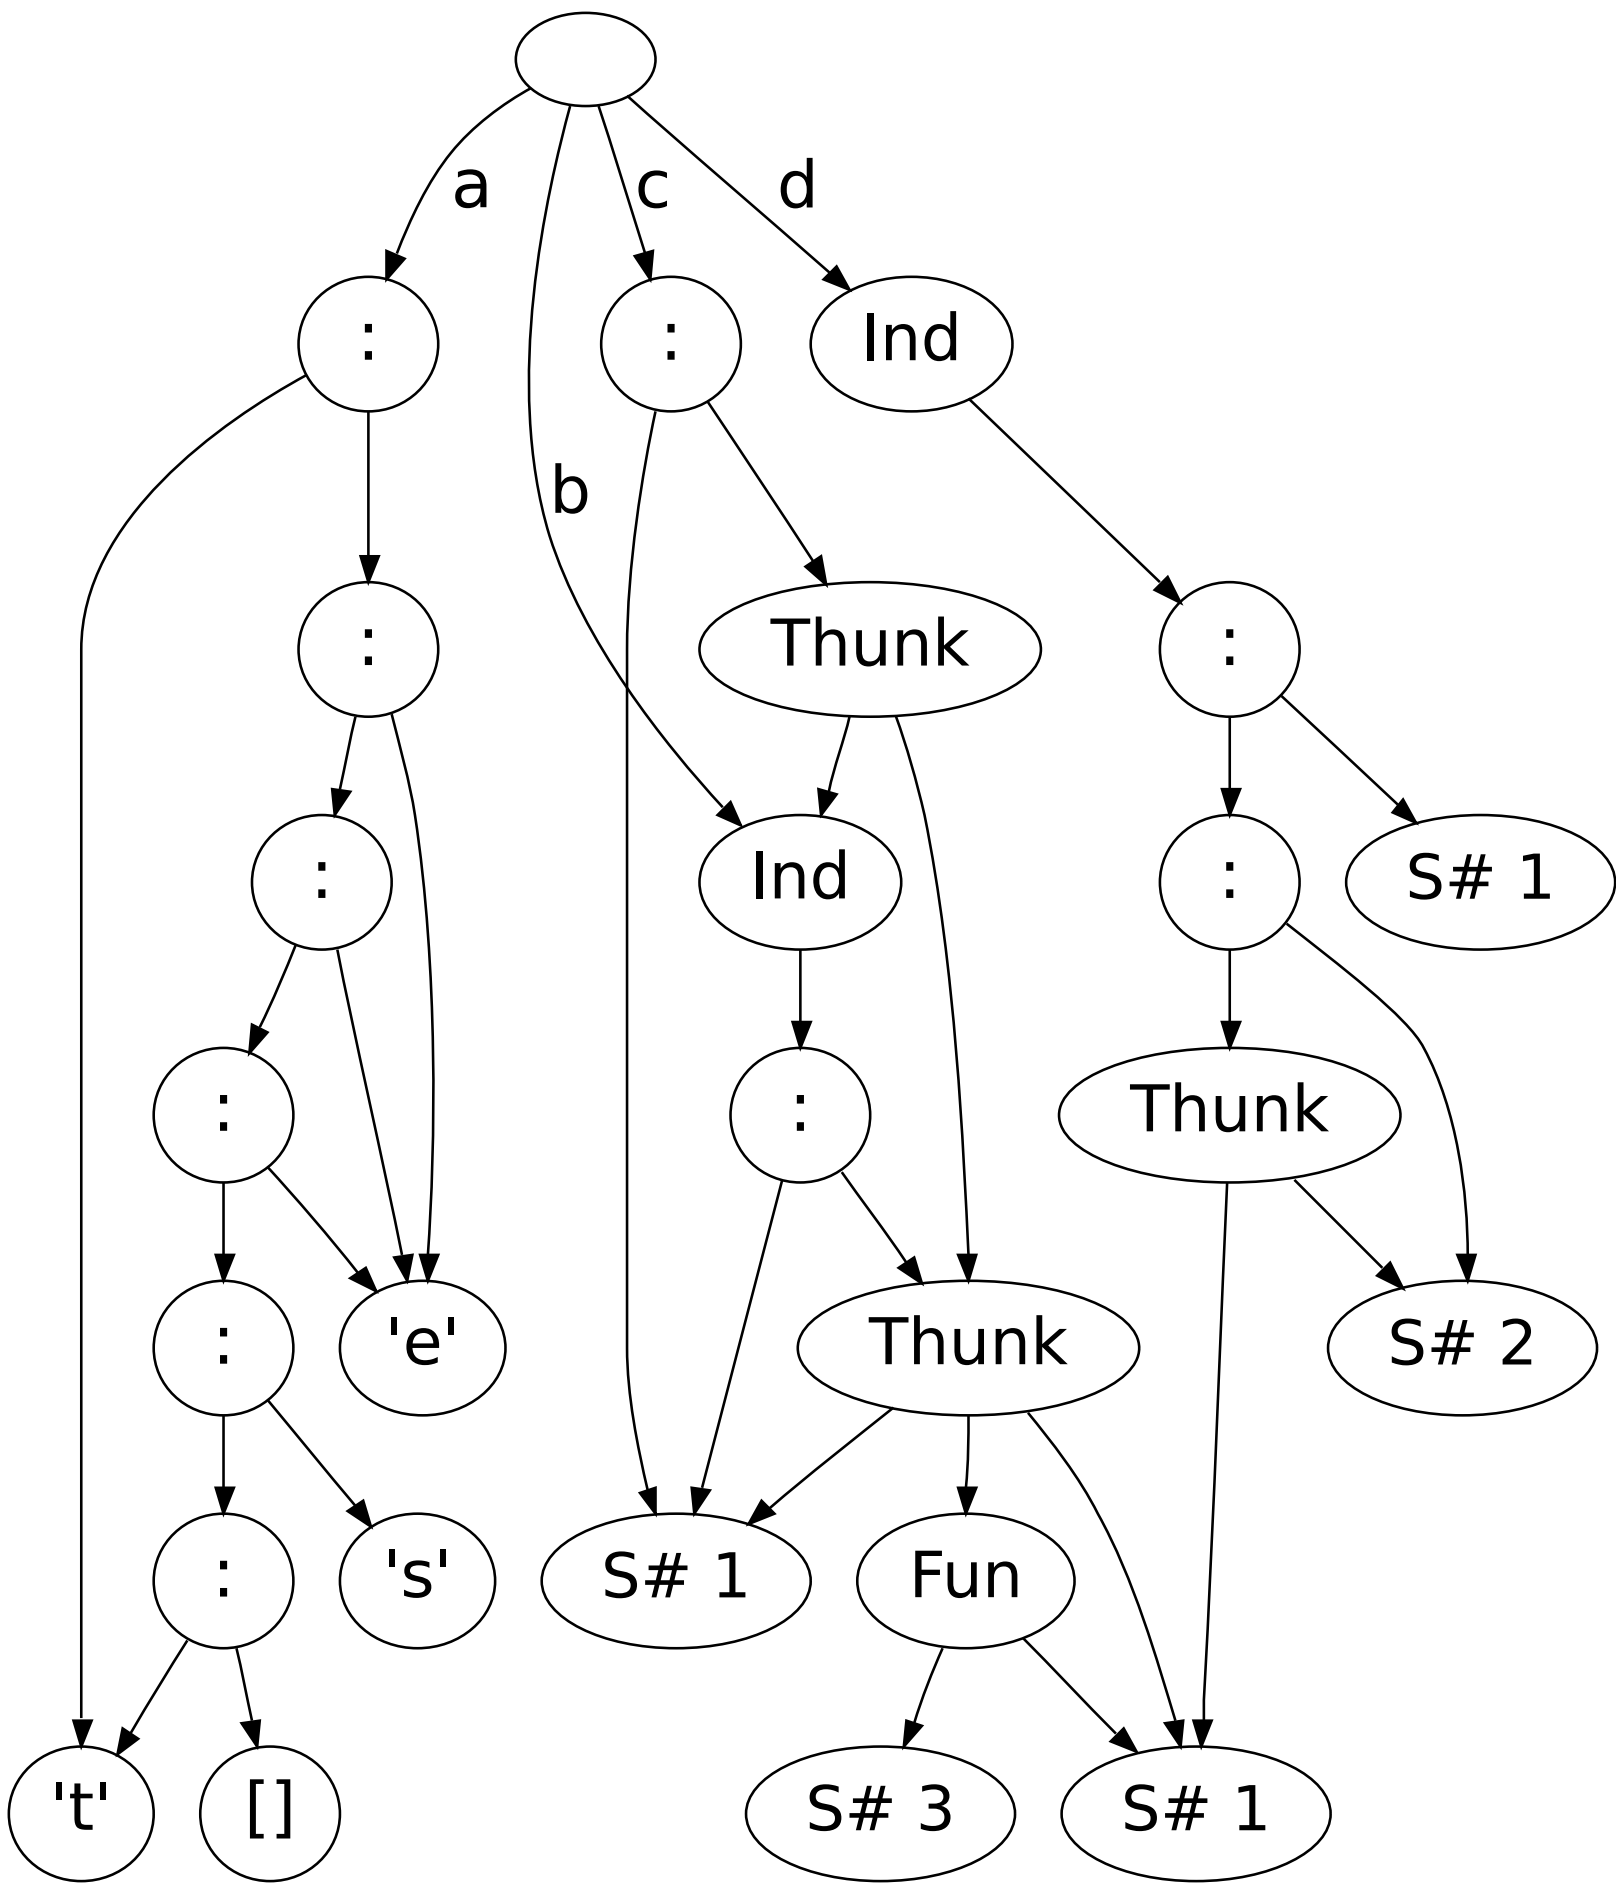 a
c
d
:
:
Ind
b
:
Thunk
:
:
Ind
:
S# 1
:
:
Thunk
:
'e'
Thunk
S# 2
:
's'
S# 1
Fun
't'
[]
S# 3
S# 1